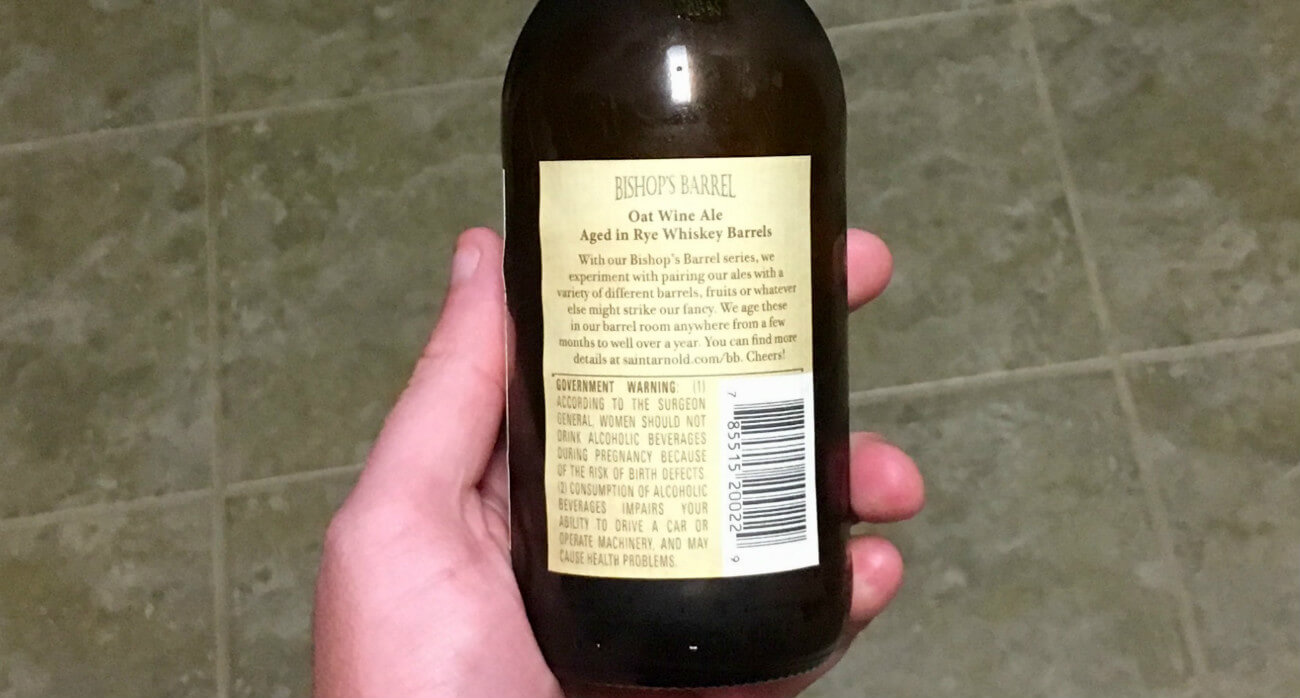 BISHOP'S BARREL
Oat Wine Ale
Aged in Rye Whiskey Barrels
With our Bishop's Barrel series, we
experiment with pairing our ales with a
variety of different barrels, fruits or whatever
else might strike our fancy. We age these
in our barrel room anywhere from a few
months to well over a year. You can find more
details at saintarnold.com/bb. Cheers!
GOVERNMENT WARNING: (1)
ACCORDING TO THE SURGEON
GENERAL, WOMEN SHOULD NOT
DRINK ALCOHOLIC BEVERAGES
DURING PREGNANCY BECAUSE
OF THE RISK OF BIRTH DEFECTS.
(2) CONSUMPTION OF ALCOHOLIC
BEVERAGES IMPAIRS YOUR
ABILITY TO DRIVE A CAR OR
OPERATE MACHINERY, AND MAY
CAUSE HEALTH PROBLEMS.
7 85515 20022 9